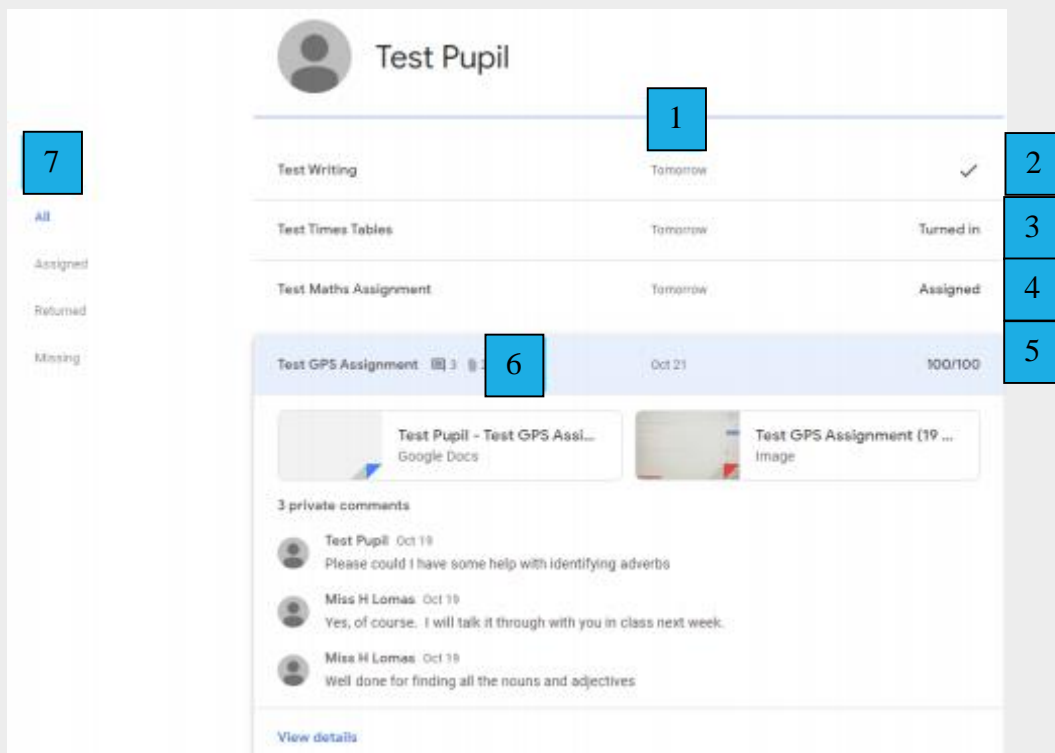 Test Pupil
1
7
Test Writing Tomorrow 2
All
Test Times Tables Tomorrow Turned in 3
Assigned
Test Maths Assignment Tomorrow Assigned 4
Returned
Missing
Test GPS Assignment 3 6 Oct 21 100/100 5
Test Pupil - Test GPS Assi...
Google Docs
Test GPS Assignment (19 ...
Image
3 private comments
Test Pupil Oct 19
Please could I have some help with identifying adverbs
Miss H Lomas Oct 19
Yes, of course. I will talk it through with you in class next week.
Miss H Lomas Oct 19
Well done for finding all the nouns and adjectives
View details